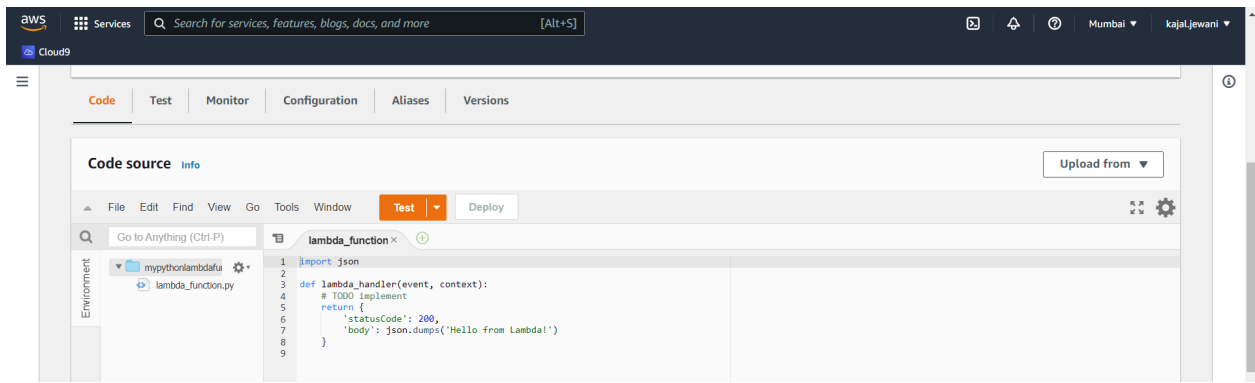 aws Services Search for services, features, blogs, docs, and more [Alt+S] Mumbai ▼ kajal.jewani ▼
Cloud9
Code Test Monitor Configuration Aliases Versions
Code source Info Upload from ▼
File Edit Find View Go Tools Window Test Deploy
Go to Anything (Ctrl-P) lambda_function ×
Environment
mypythonlambdafu
lambda_function.py
1 import json
2
3 def lambda_handler(event, context):
4 # TODO implement
5 return {
6 'statusCode': 200,
7 'body': json.dumps('Hello from Lambda!')
8 }
9